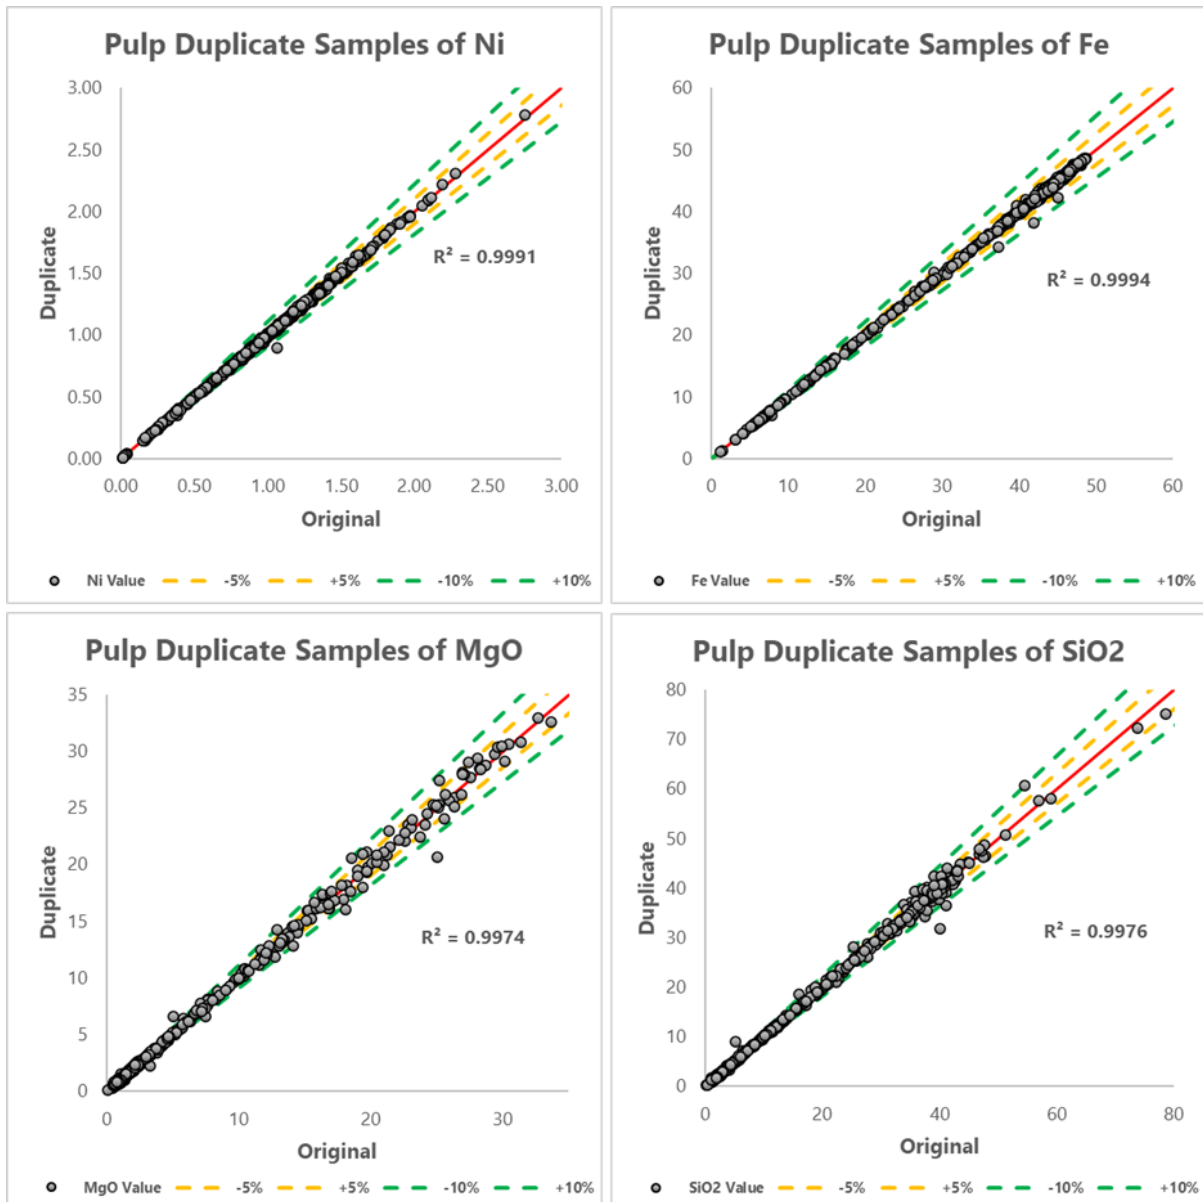 Pulp Duplicate Samples of Ni
3.00
2.50
2.00
1.50
1.00
0.50
0.00
Duplicate
R² = 0.9991
0.00 0.50 1.00 1.50 2.00 2.50 3.00
Original
Ni Value -5% +5% -10% +10%
Pulp Duplicate Samples of Fe
60
50
40
30
20
10
0
Duplicate
R² = 0.9994
0 10 20 30 40 50 60
Original
Fe Value -5% +5% -10% +10%
Pulp Duplicate Samples of MgO
35
30
25
20
15
10
5
0
Duplicate
R² = 0.9974
0 10 20 30
Original
MgO Value -5% +5% -10% +10%
Pulp Duplicate Samples of SiO2
80
70
60
50
40
30
20
10
0
Duplicate
R² = 0.9976
0 20 40 60 80
Original
SiO2 Value -5% +5% -10% +10%